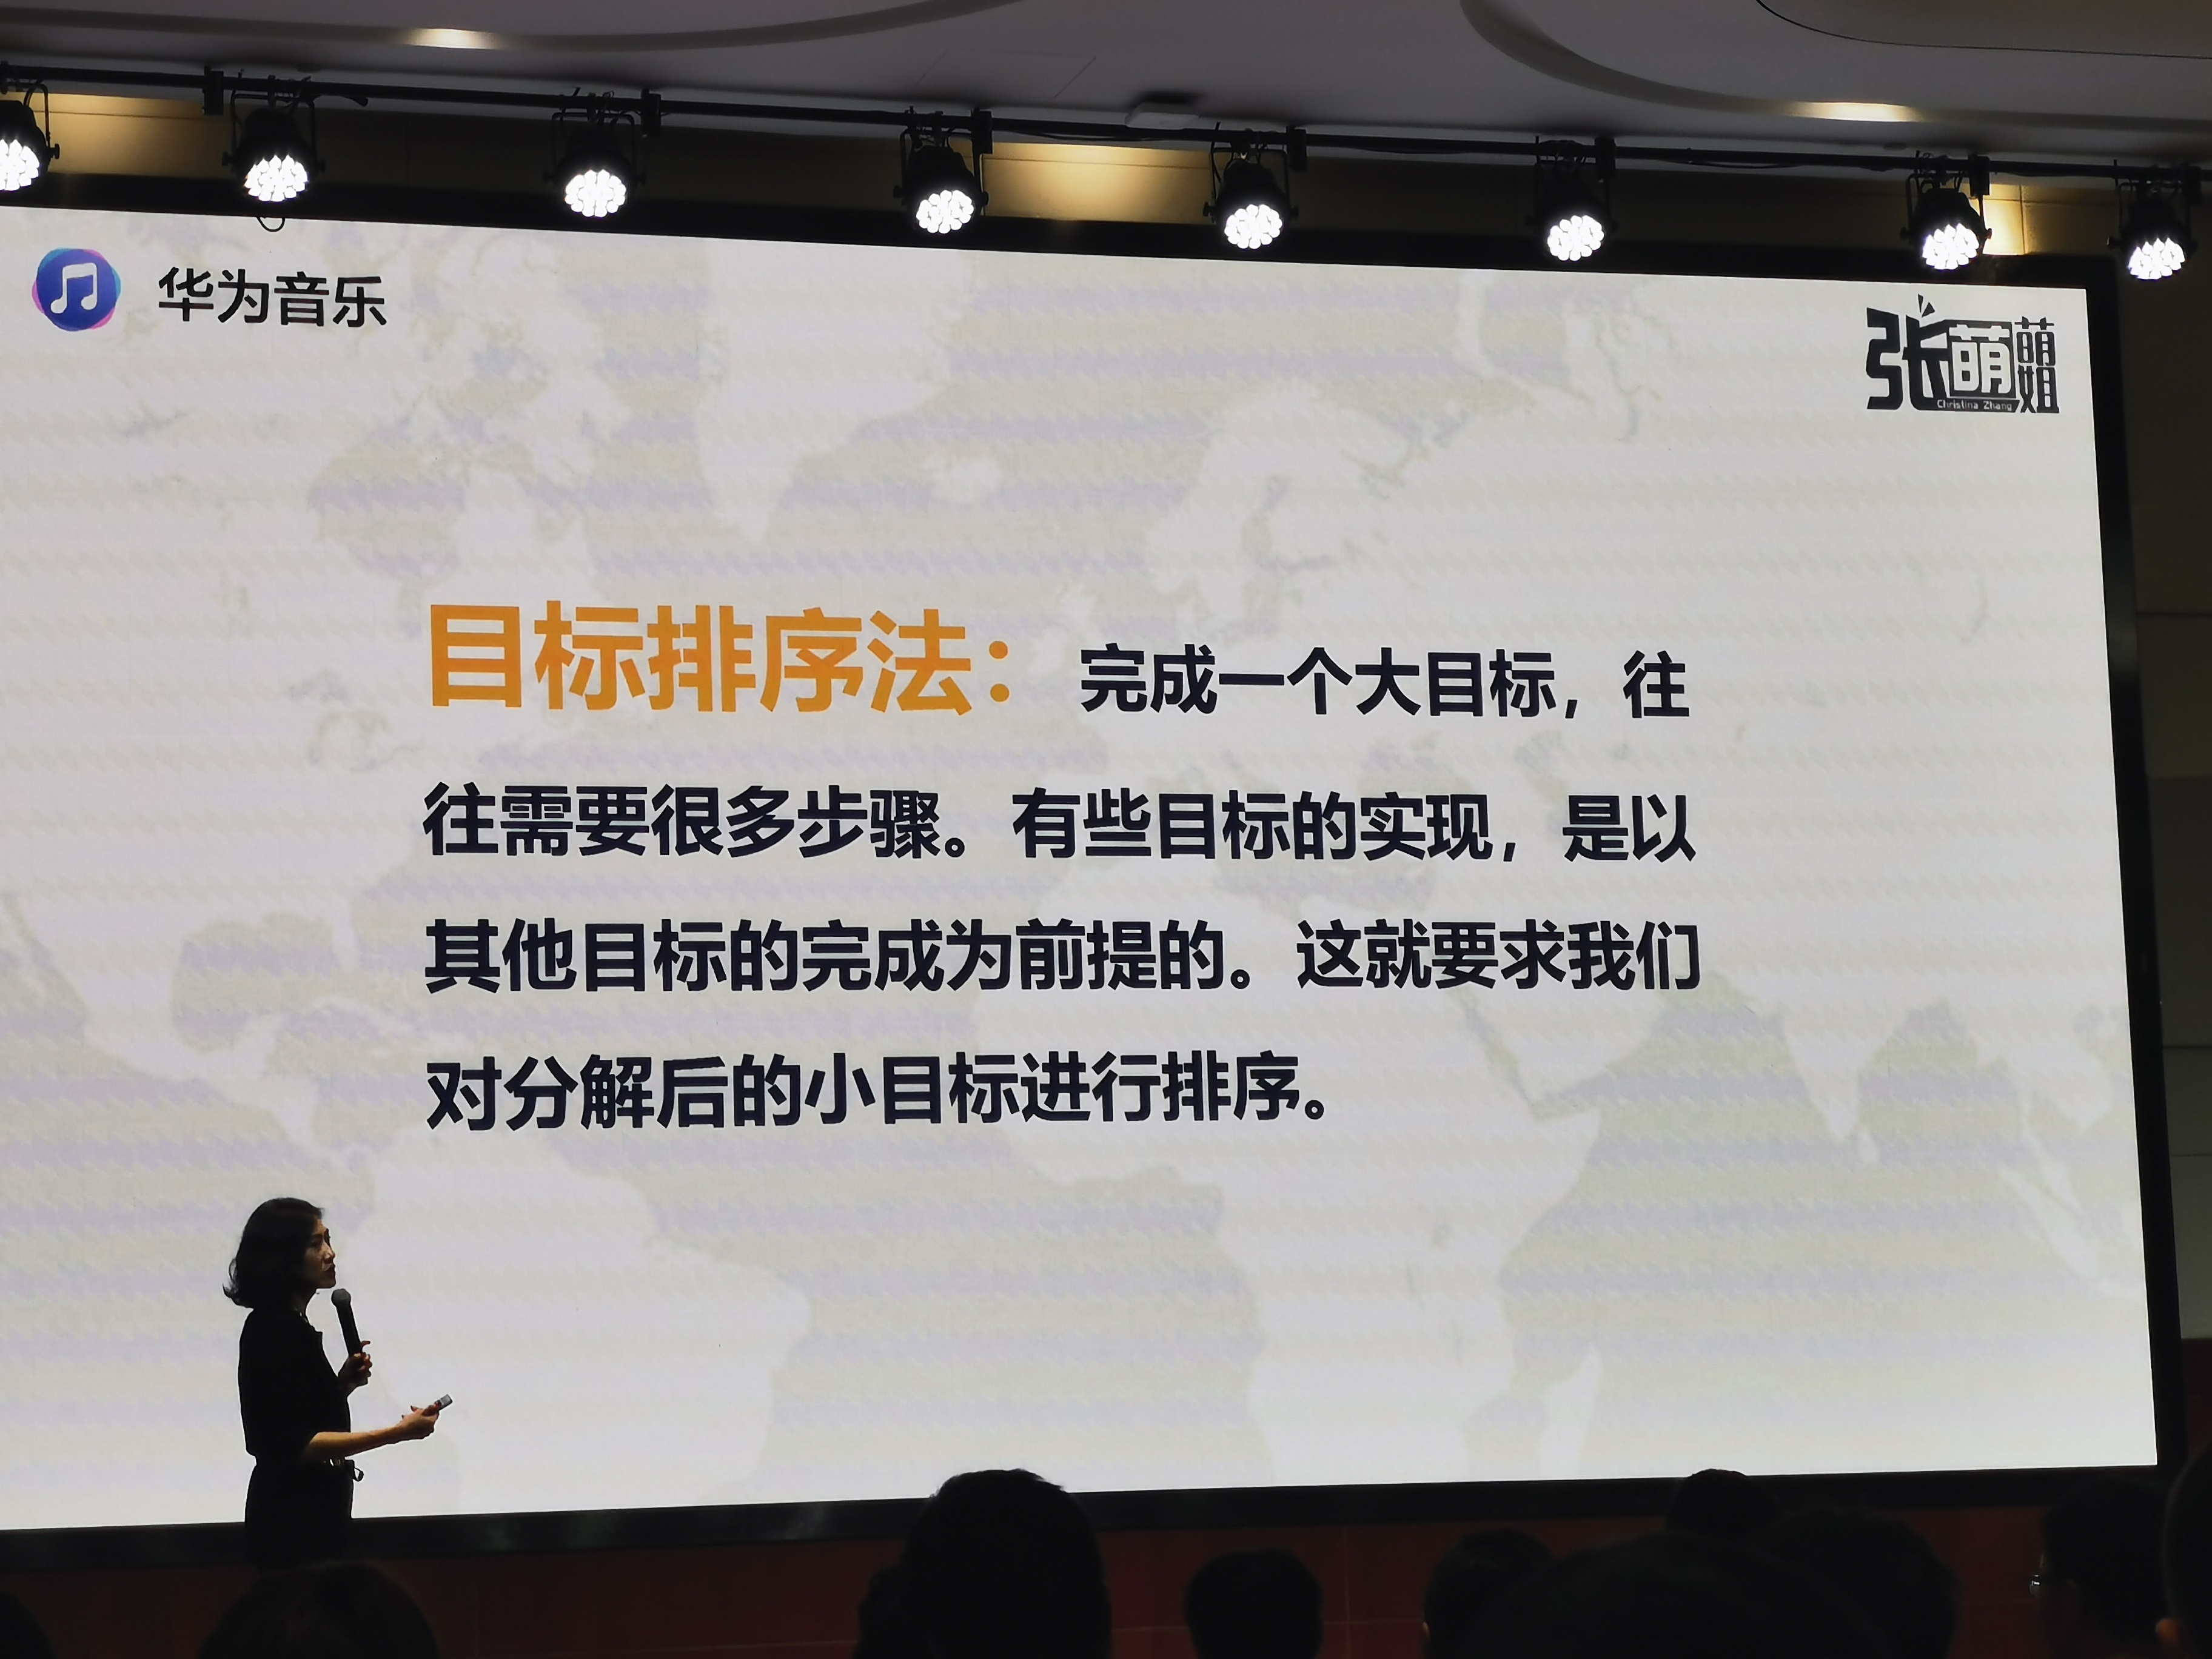 华为音乐
张萌萌姐
Christina Zhang
目标排序法：完成一个大目标，往
往需要很多步骤。有些目标的实现，是以
其他目标的完成为前提的。这就要求我们
对分解后的小目标进行排序。